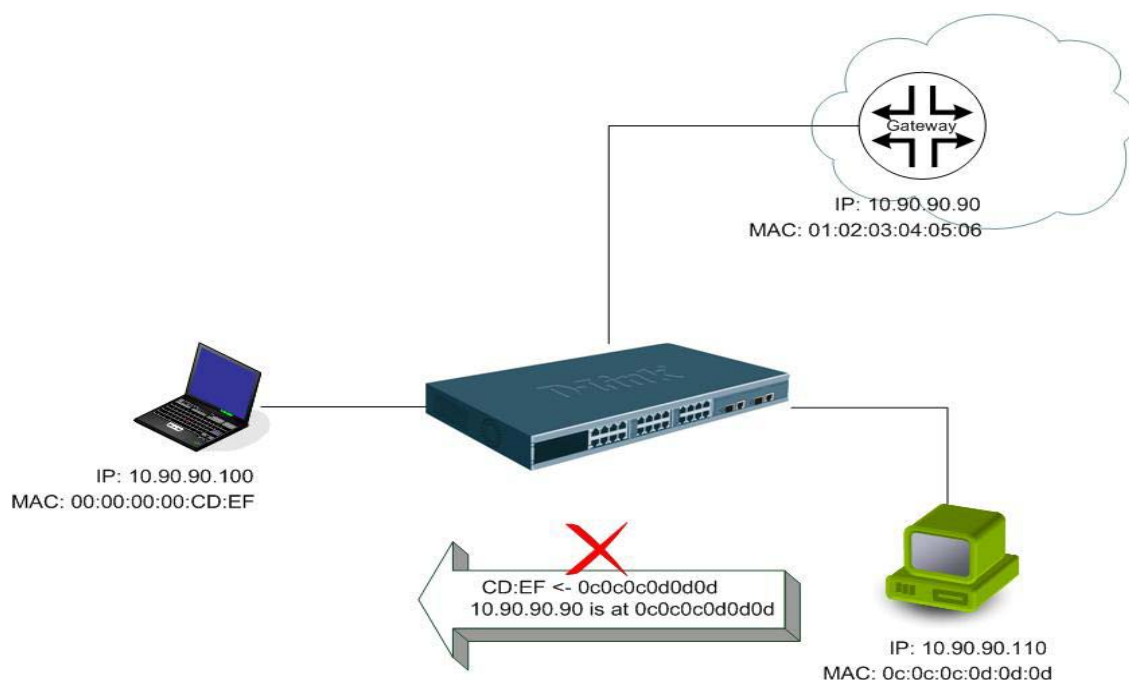 Gateway
IP: 10.90.90.90
MAC: 01:02:03:04:05:06
D-Link
IP: 10.90.90.100
MAC: 00:00:00:00:CD:EF
CD:EF <- 0c0c0c0d0d0d
10.90.90.90 is at 0c0c0c0d0d0d
IP: 10.90.90.110
MAC: 0c:0c:0c:0d:0d:0d